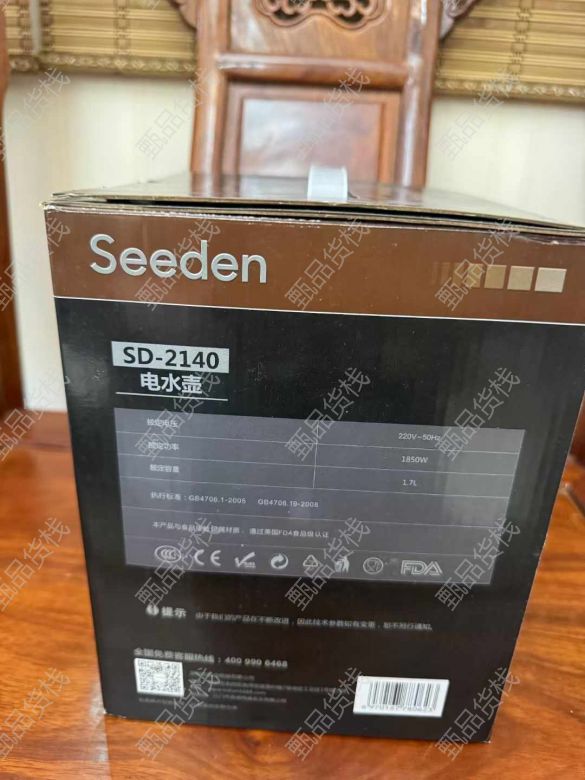 Seeden
SD-2140
电水壶
额定电压 220V~50Hz
额定功率 1850W
额定容量 1.7L
执行标准：GB4706.1-2005 GB4706.19-2008
本产品与食品接触的材质，通过美国FDA食品级认证
CCC CE FDA
提示 由于我们的产品在不断改进，因此技术参数如有变更，恕不另行通知。
全国免费客服热线：400 990 6468
甄品货栈